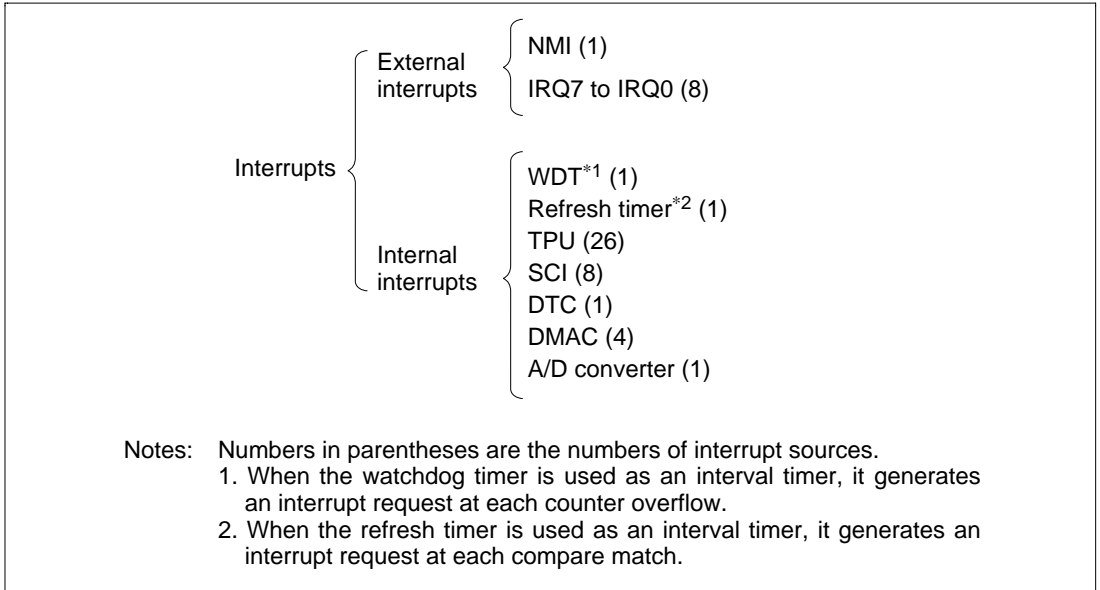 External
interrupts
NMI (1)
IRQ7 to IRQ0 (8)
Interrupts
Internal
interrupts
WDT*1 (1)
Refresh timer*2 (1)
TPU (26)
SCI (8)
DTC (1)
DMAC (4)
A/D converter (1)
Notes: Numbers in parentheses are the numbers of interrupt sources.
1. When the watchdog timer is used as an interval timer, it generates
an interrupt request at each counter overflow.
2. When the refresh timer is used as an interval timer, it generates an
interrupt request at each compare match.